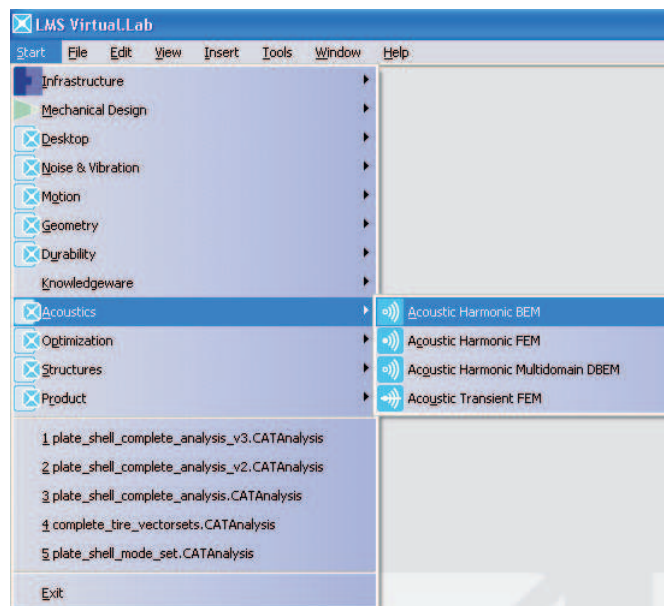 LMS Virtual.Lab
Start File Edit View Insert Tools Window Help
Infrastructure
Mechanical Design
Desktop
Noise & Vibration
Motion
Geometry
Durability
Knowledgeware
Acoustics
Acoustic Harmonic BEM
Optimization
Acoustic Harmonic FEM
Structures
Acoustic Harmonic Multidomain DBEM
Product
Acoustic Transient FEM
1 plate_shell_complete_analysis_v3.CATAnalysis
2 plate_shell_complete_analysis_v2.CATAnalysis
3 plate_shell_complete_analysis.CATAnalysis
4 complete_tire_vectorsets.CATAnalysis
5 plate_shell_mode_set.CATAnalysis
Exit